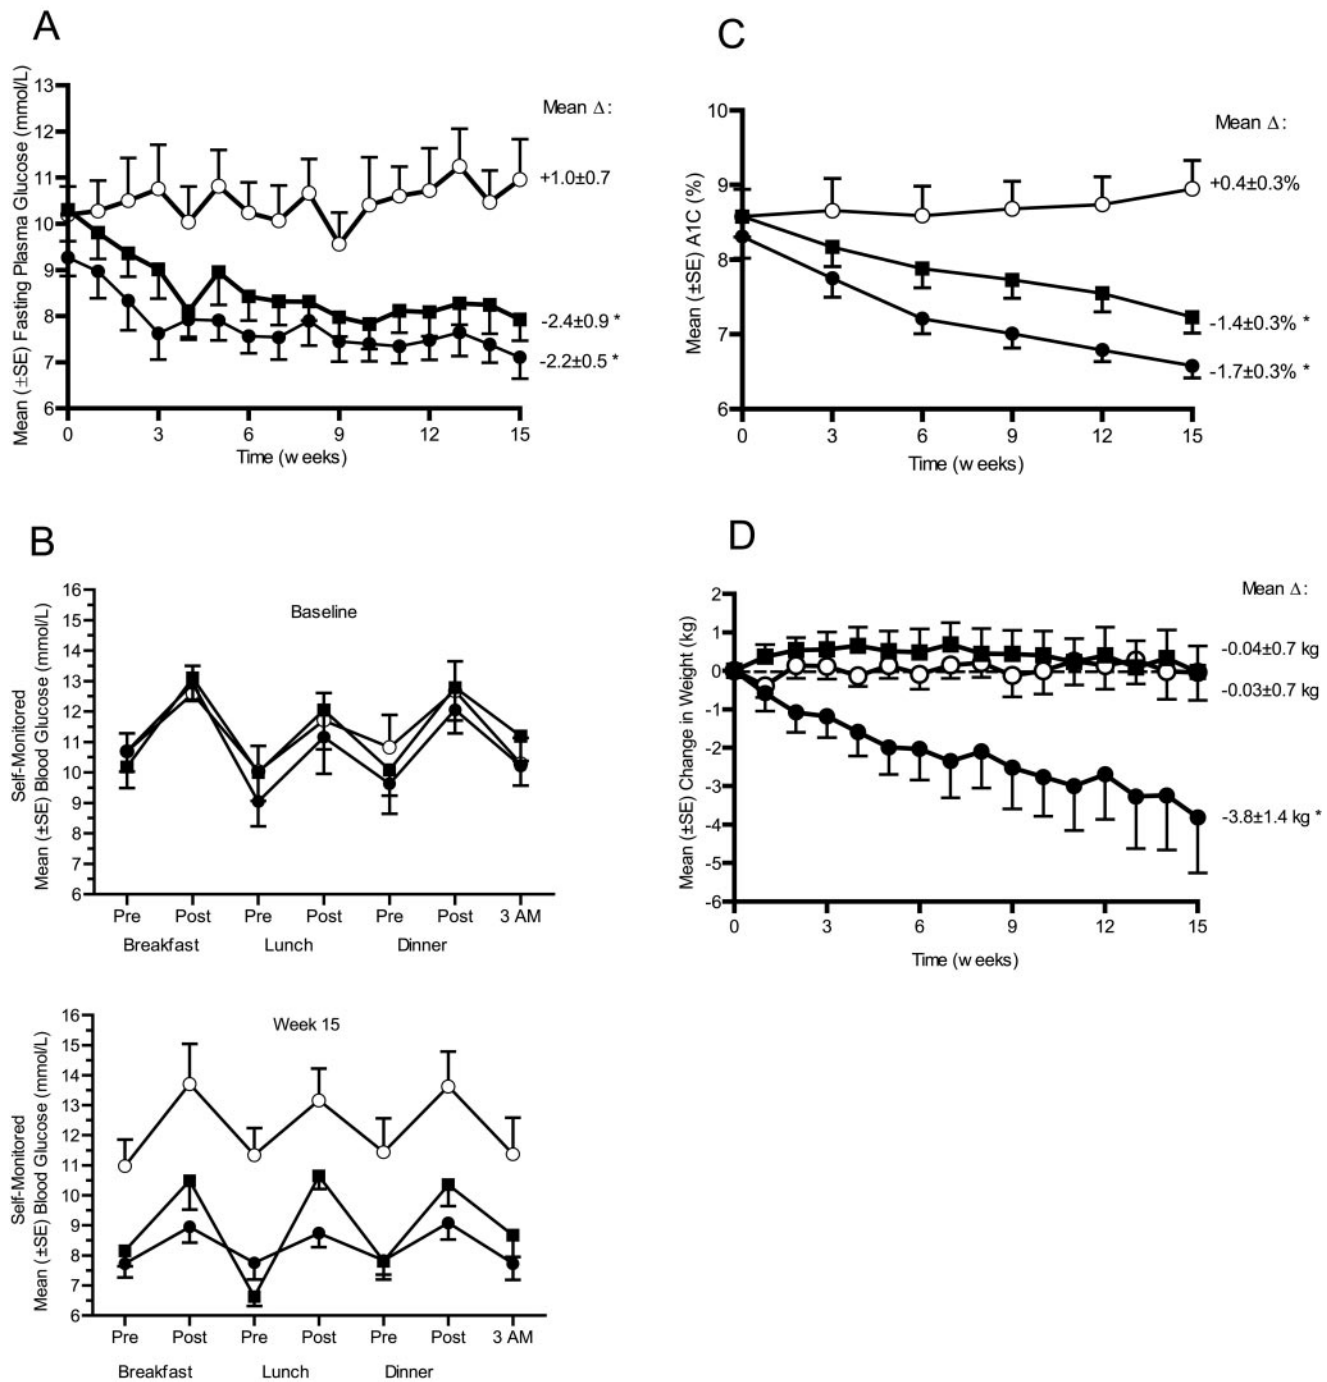 A
Mean (±SE) Fasting Plasma Glucose (mmol/L)
13
12
11
10
9
8
7
6
0 3 6 9 12 15
Time (weeks)
Mean Δ:
+1.0±0.7
-2.4±0.9 *
-2.2±0.5 *
C
Mean (±SE) A1C (%)
10
9
8
7
6
0 3 6 9 12 15
Time (weeks)
Mean Δ:
+0.4±0.3%
-1.4±0.3% *
-1.7±0.3% *
B
Self-Monitored
Mean (±SE) Blood Glucose (mmol/L)
16
15
14
13
12
11
10
9
8
7
6
Baseline
Pre Post Pre Post Pre Post 3 AM
Breakfast Lunch Dinner
Self-Monitored
Mean (±SE) Blood Glucose (mmol/L)
16
15
14
13
12
11
10
9
8
7
6
Week 15
Pre Post Pre Post Pre Post 3 AM
Breakfast Lunch Dinner
D
Mean (±SE) Change in Weight (kg)
2
1
0
-1
-2
-3
-4
-5
-6
0 3 6 9 12 15
Time (weeks)
Mean Δ:
-0.04±0.7 kg
-0.03±0.7 kg
-3.8±1.4 kg *